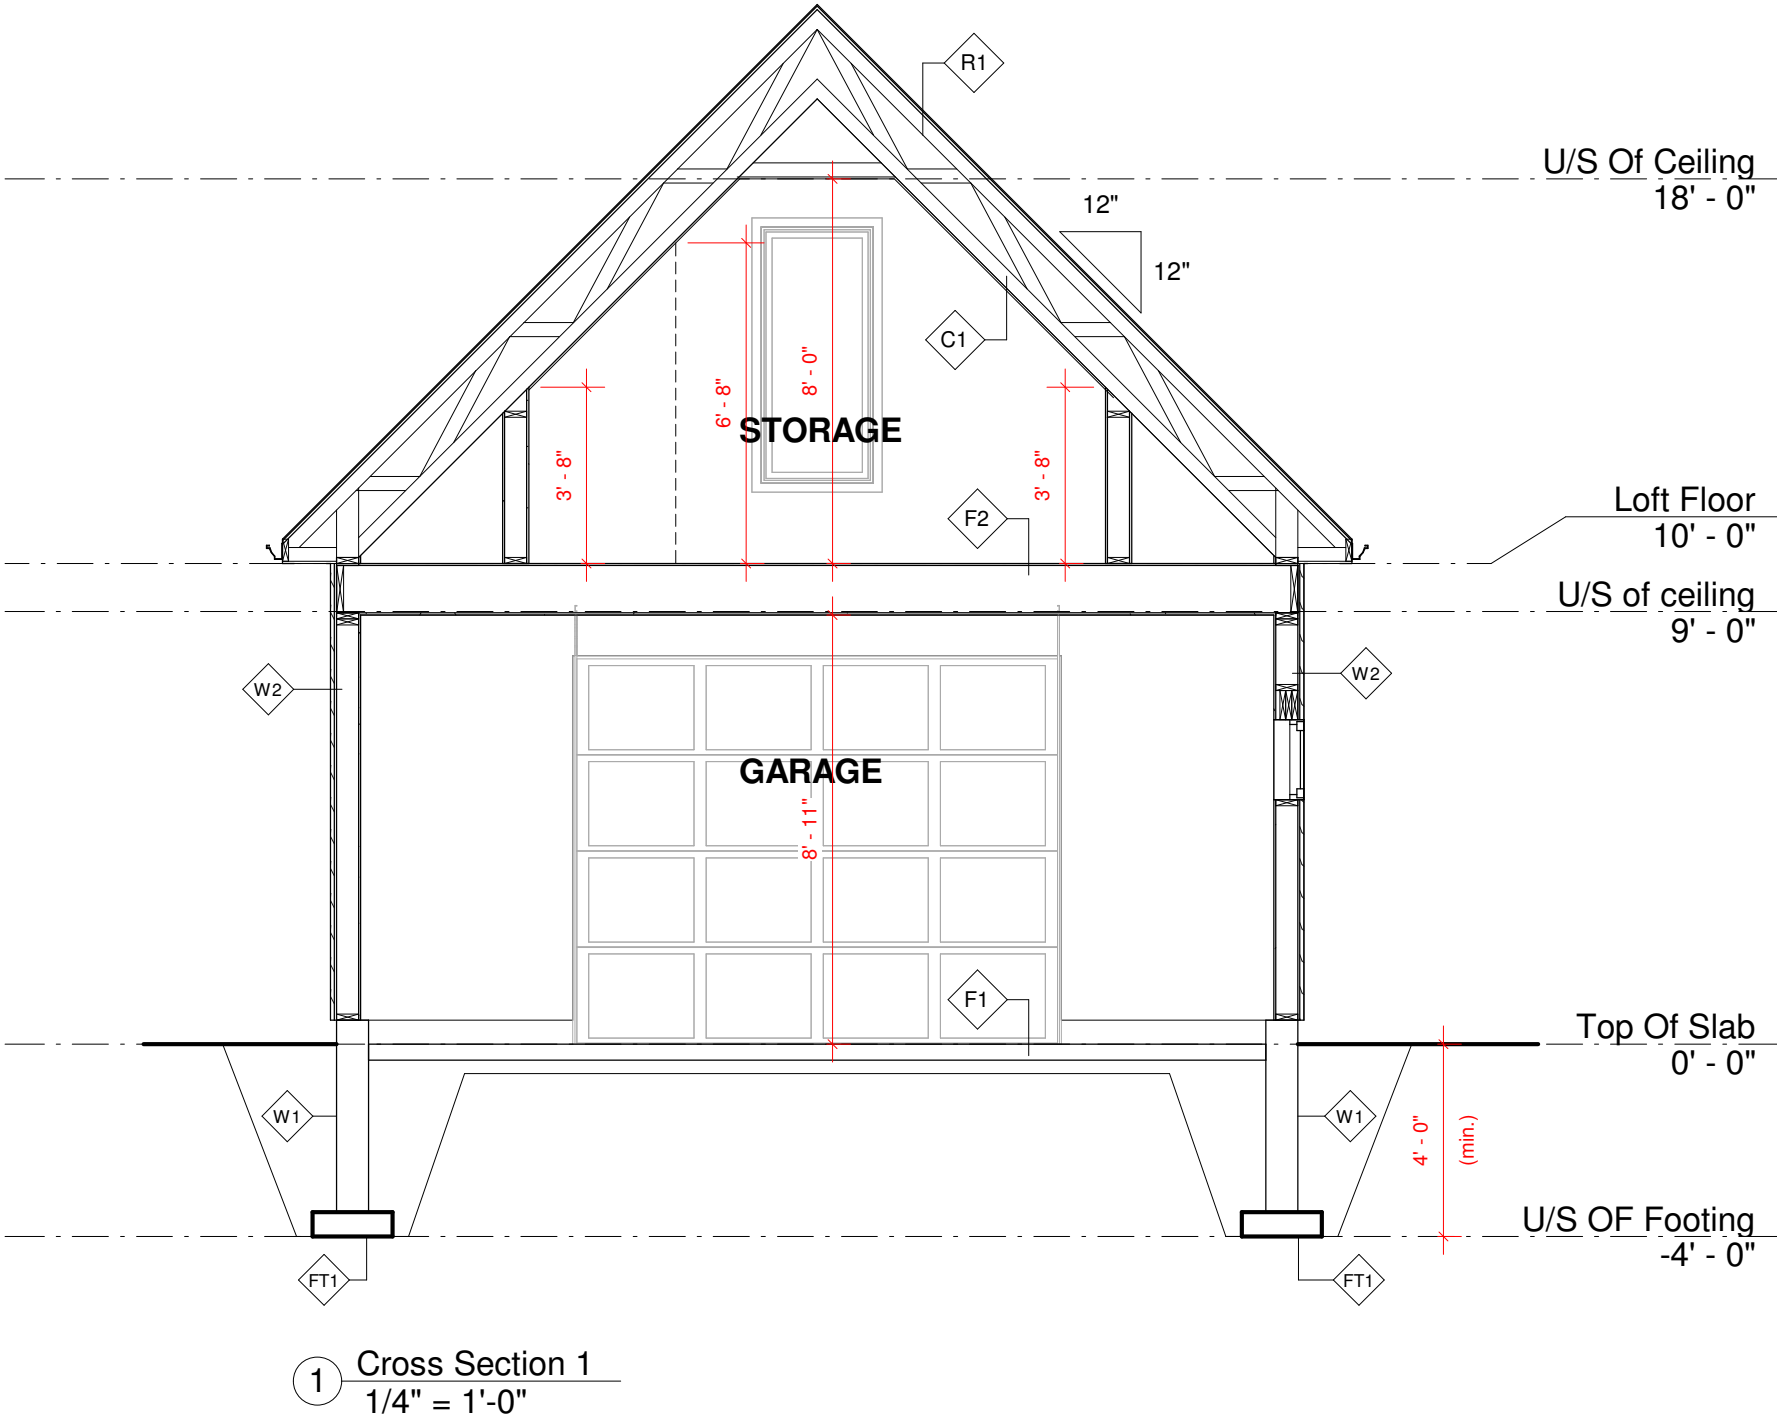 R1
U/S Of Ceiling
18' - 0"
12"
12"
C1
8' - 0"
6' - 8"
STORAGE
3' - 8"
3' - 8"
F2
Loft Floor
10' - 0"
U/S of ceiling
9' - 0"
W2
W2
GARAGE
8' - 11"
F1
Top Of Slab
0' - 0"
W1
W1
4' - 0"
(min.)
U/S OF Footing
-4' - 0"
FT1
FT1
1
Cross Section 1
1/4" = 1'-0"